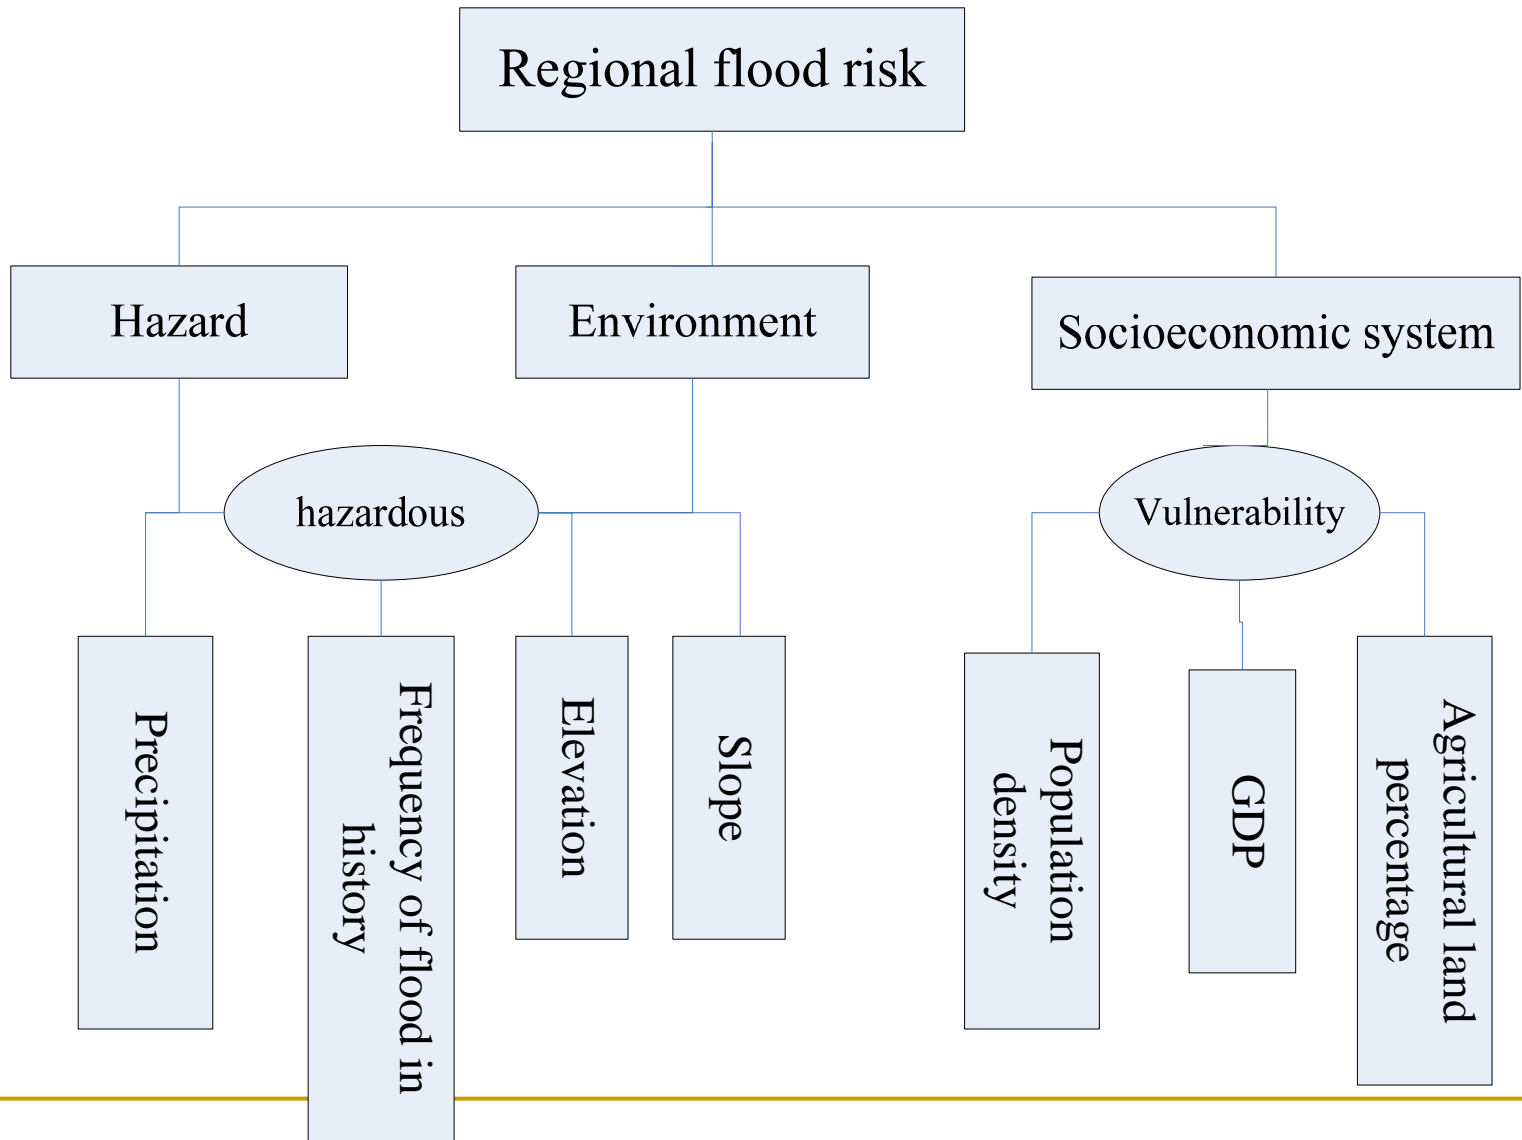 Regional flood risk
Hazard
Environment
Socioeconomic system
hazardous
Vulnerability
Precipitation
Frequency of flood in
history
Elevation
Slope
Population
density
GDP
Agricultural land
percentage